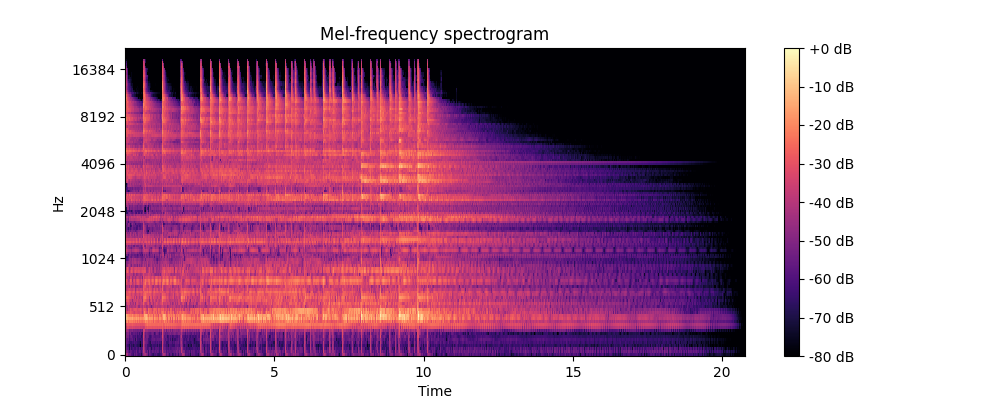 Mel-frequency spectrogram
Hz
16384
8192
4096
2048
1024
512
0
0 5 10 15 20
Time
+0 dB
-10 dB
-20 dB
-30 dB
-40 dB
-50 dB
-60 dB
-70 dB
-80 dB